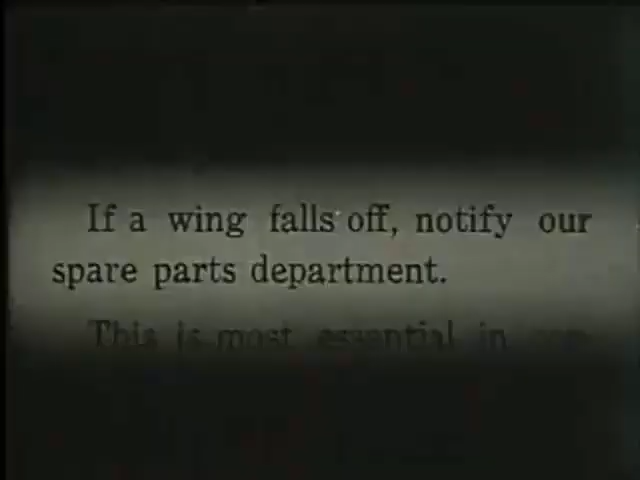 If a wing falls off, notify our
spare parts department.
This is most essential in